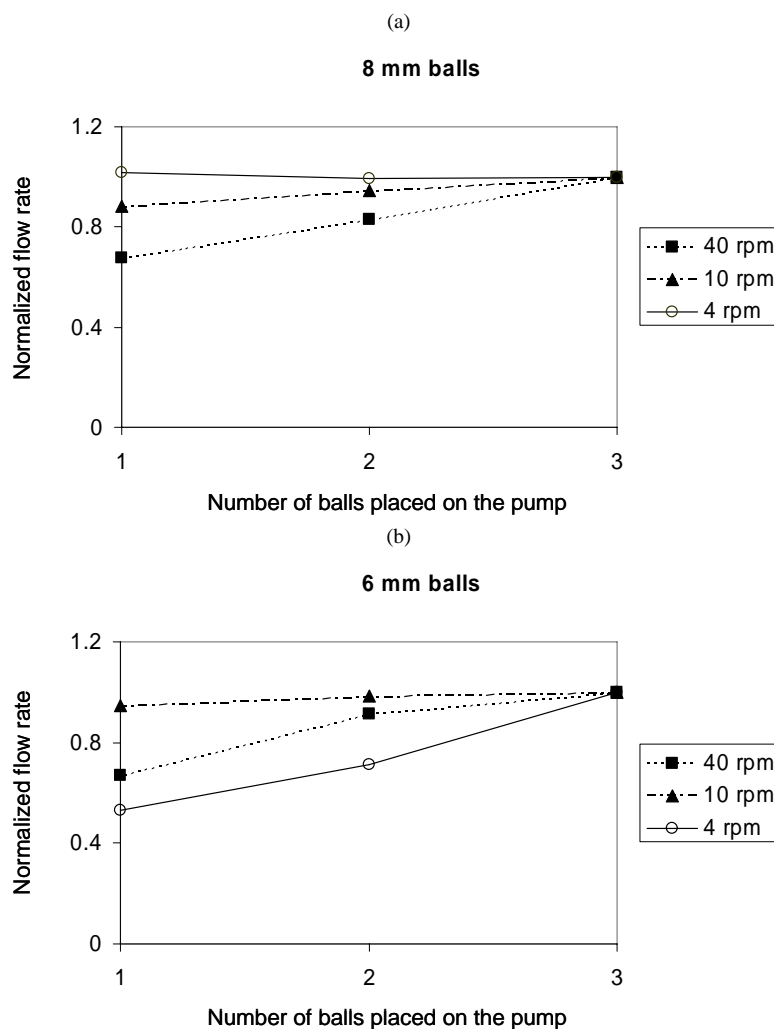 (a)
8 mm balls
1.2
0.8
0.4
0
Normalized flow rate
1
2
3
Number of balls placed on the pump
40 rpm
10 rpm
4 rpm
(b)
6 mm balls
1.2
0.8
0.4
0
Normalized flow rate
1
2
3
Number of balls placed on the pump
40 rpm
10 rpm
4 rpm